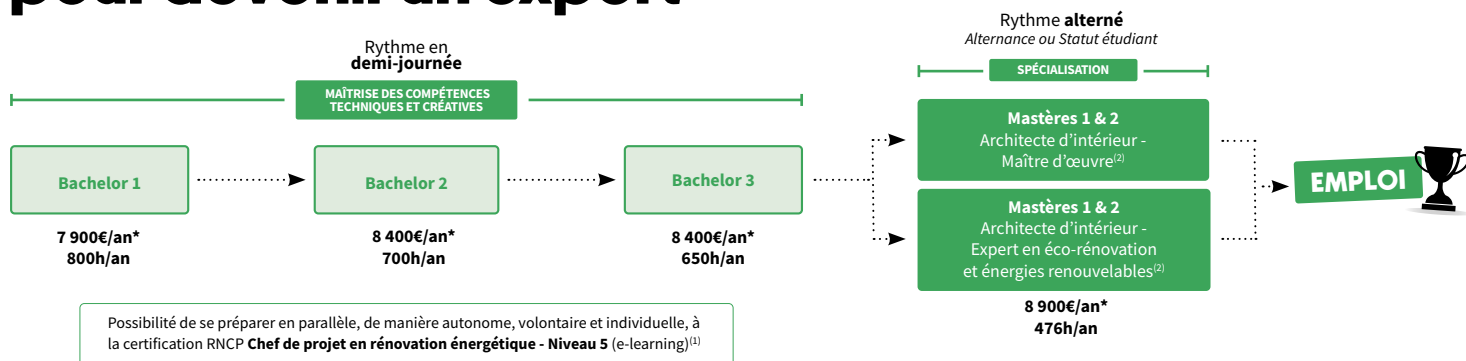 pour devenir un expert
Rythme en
demi-journée
MAÎTRISE DES COMPÉTENCES
TECHNIQUES ET CRÉATIVES
Bachelor 1
7 900€/an*
800h/an
Bachelor 2
8 400€/an*
700h/an
Bachelor 3
8 400€/an*
650h/an
Possibilité de se préparer en parallèle, de manière autonome, volontaire et individuelle, à
la certification RNCP Chef de projet en rénovation énergétique - Niveau 5 (e-learning)(1)
Rythme alterné
Alternance ou Statut étudiant
SPÉCIALISATION
Mastères 1 & 2
Architecte d’intérieur -
Maître d’œuvre(2)
Mastères 1 & 2
Architecte d’intérieur -
Expert en éco-rénovation
et énergies renouvelables(2)
8 900€/an*
476h/an
EMPLOI